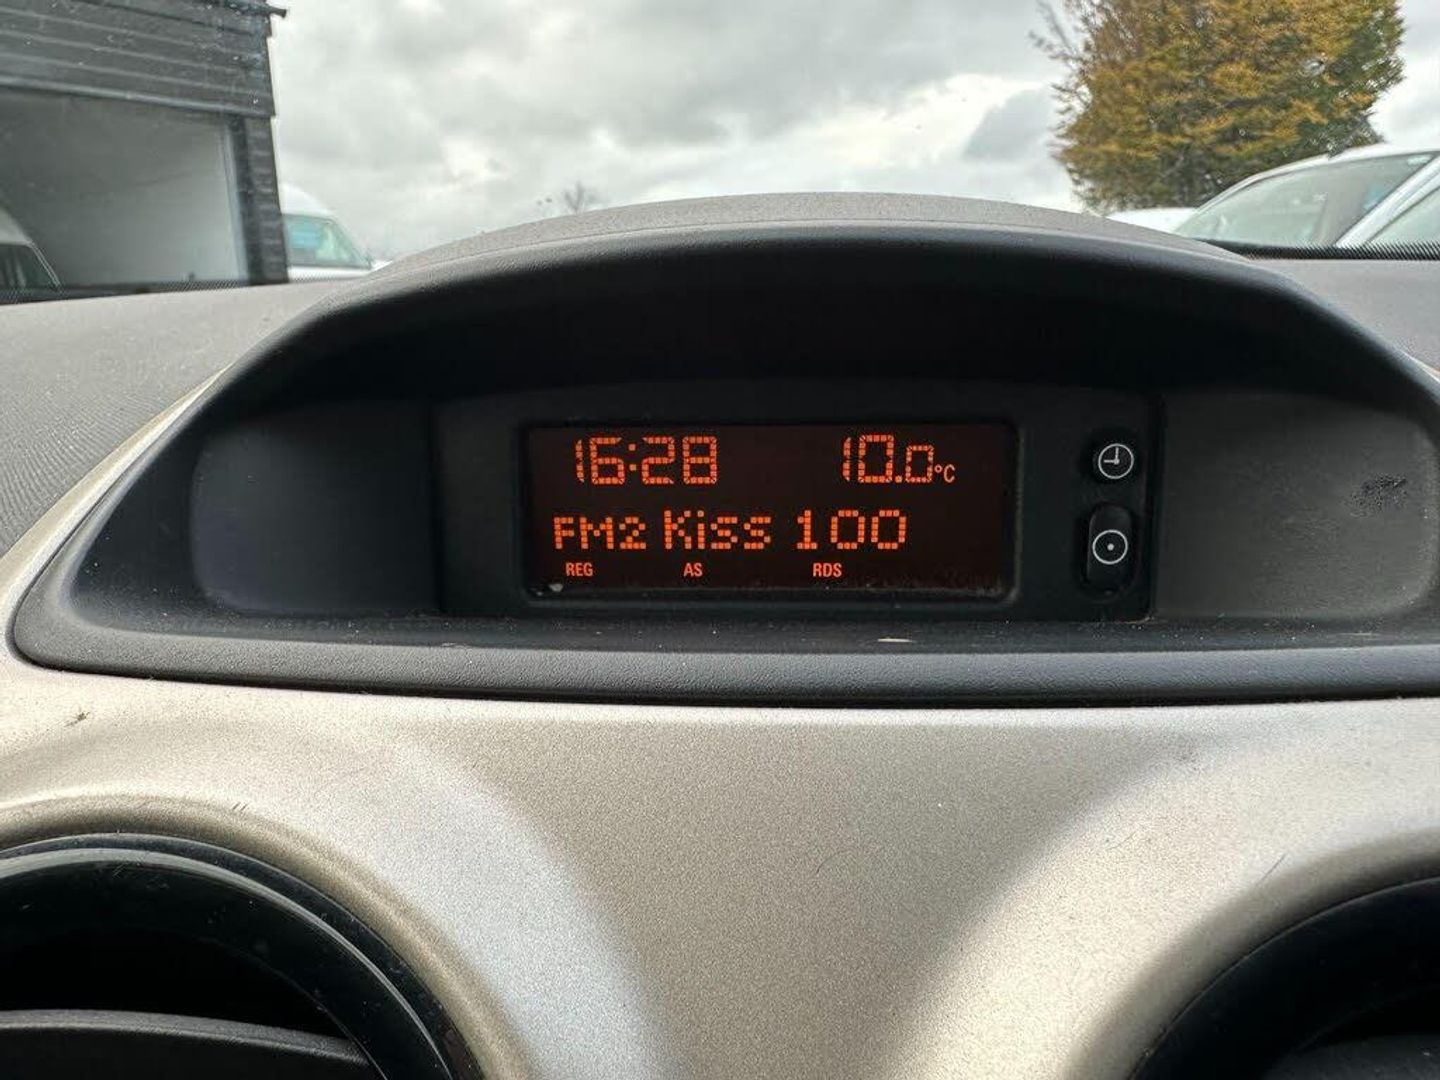 16:28 10.0°C
FM2 Kiss 100
REG AS RDS